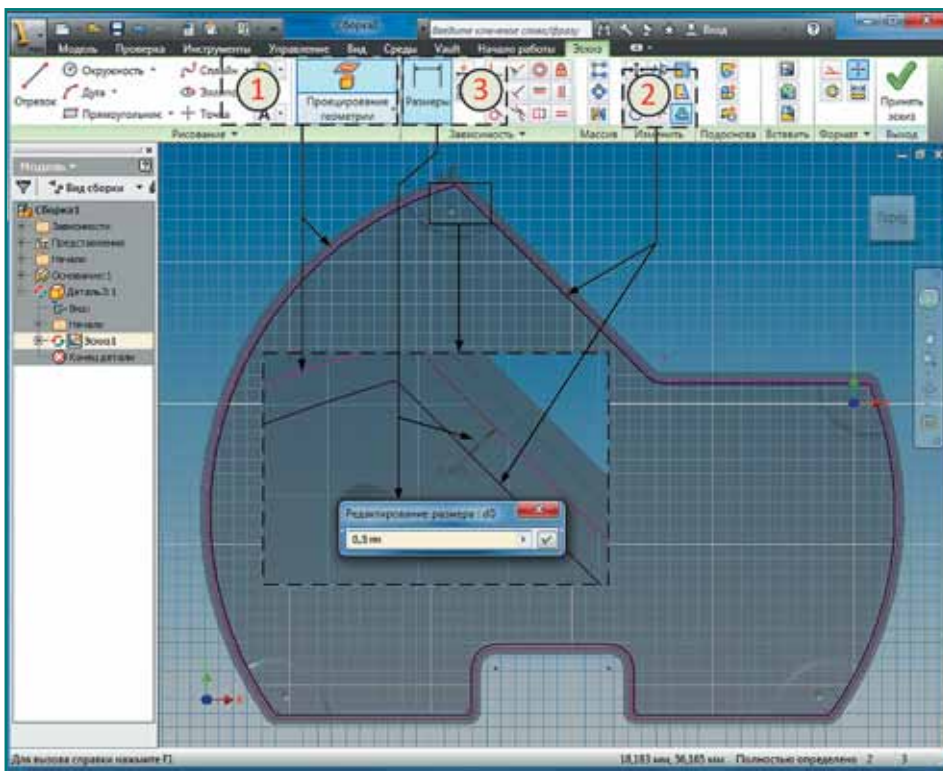 Сборка1
Введите ключевое слово/фразу
Вход
Модель Проверка Инструменты Управление Вид Среды Vault Начало работы Эскиз
Отрезок
Окружность
Дуга
Прямоугольник
Сплайн
Точка
A
1
Проецирование геометрии
Размеры
3
2
Принять эскиз
Рисование
Зависимость
Массив
Изменить
Подоснова
Вставить
Формат
Выход
Модель
Вид сборки
Сборка1
Зависимости
Представления
Начало
Основание:1
Деталь3:1
Вид:
Начало
Эскиз1
Конец детали
Перед
Редактирование размера : d0
0,3 мм
Для вызова справки нажмите F1
18,183 мм, 56,165 мм Полностью определено 2 3